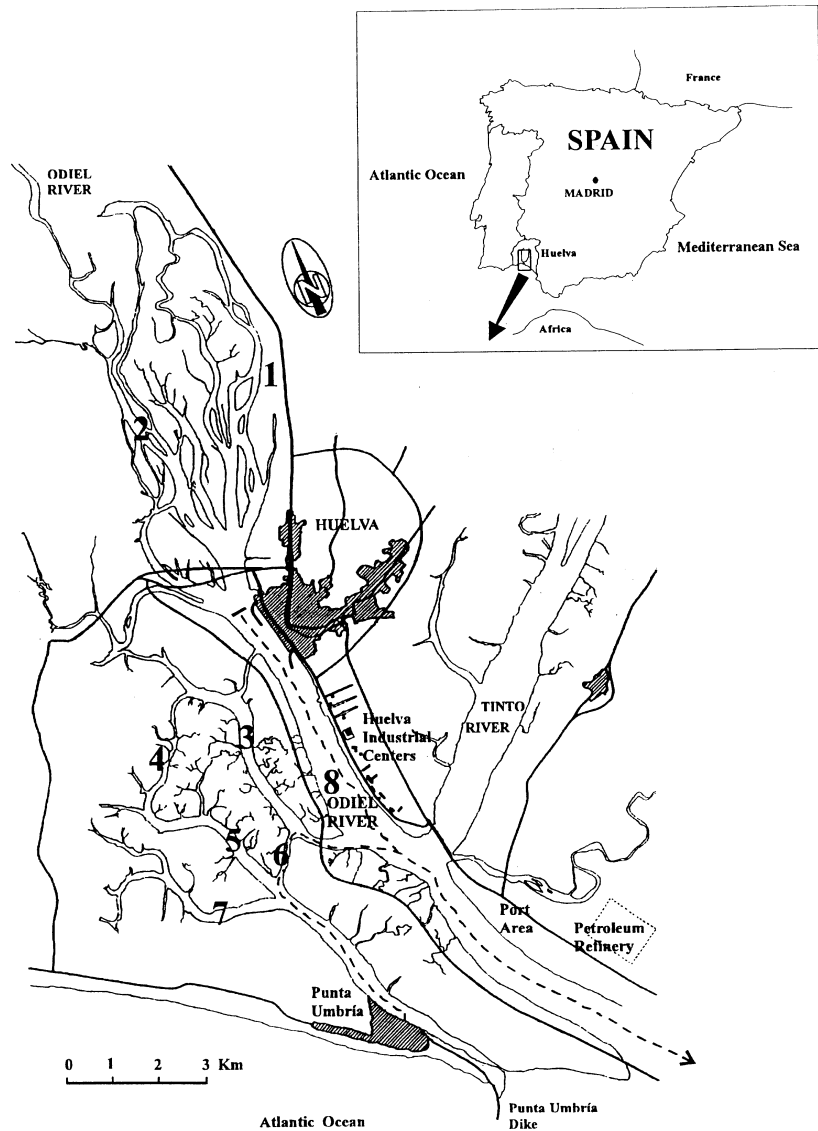 France
SPAIN
Atlantic Ocean
MADRID
Mediterranean Sea
Huelva
Africa
ODIEL
RIVER
N
1
2
HUELVA
TINTO
RIVER
Huelva
Industrial
Centers
3
4
8
ODIEL
RIVER
5
6
7
Port
Area
Petroleum
Refinery
Punta
Umbría
0 1 2 3 Km
Atlantic Ocean
Punta Umbría
Dike